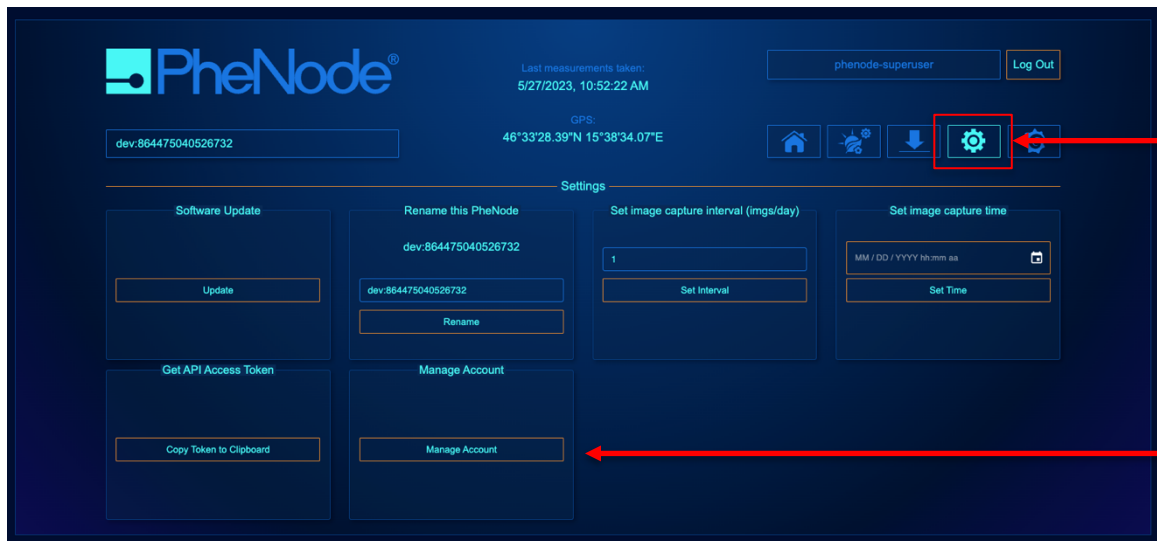 PheNode®
Last measurements taken:
5/27/2023, 10:52:22 AM
phenode-superuser
Log Out
GPS:
46°33'28.39"N 15°38'34.07"E
dev:864475040526732
Settings
Software Update
Update
Rename this PheNode
dev:864475040526732
dev:864475040526732
Rename
Set image capture interval (imgs/day)
1
Set Interval
Set image capture time
MM / DD / YYYY hh:mm aa
Set Time
Get API Access Token
Copy Token to Clipboard
Manage Account
Manage Account